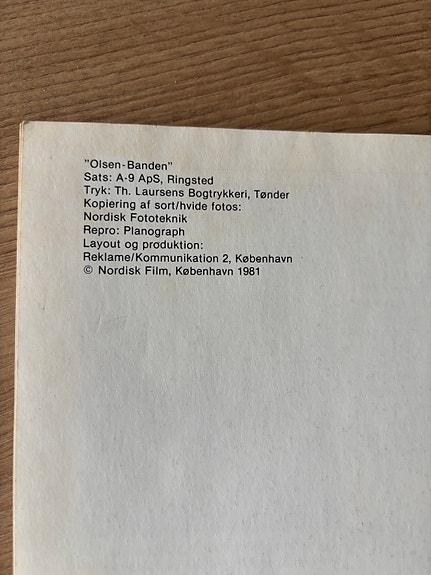 "Olsen-Banden"
Sats: A-9 ApS, Ringsted
Tryk: Th. Laursens Bogtrykkeri, Tønder
Kopiering af sort/hvide fotos:
Nordisk Fototeknik
Repro: Planograph
Layout og produktion:
Reklame/Kommunikation 2, København
© Nordisk Film, København 1981